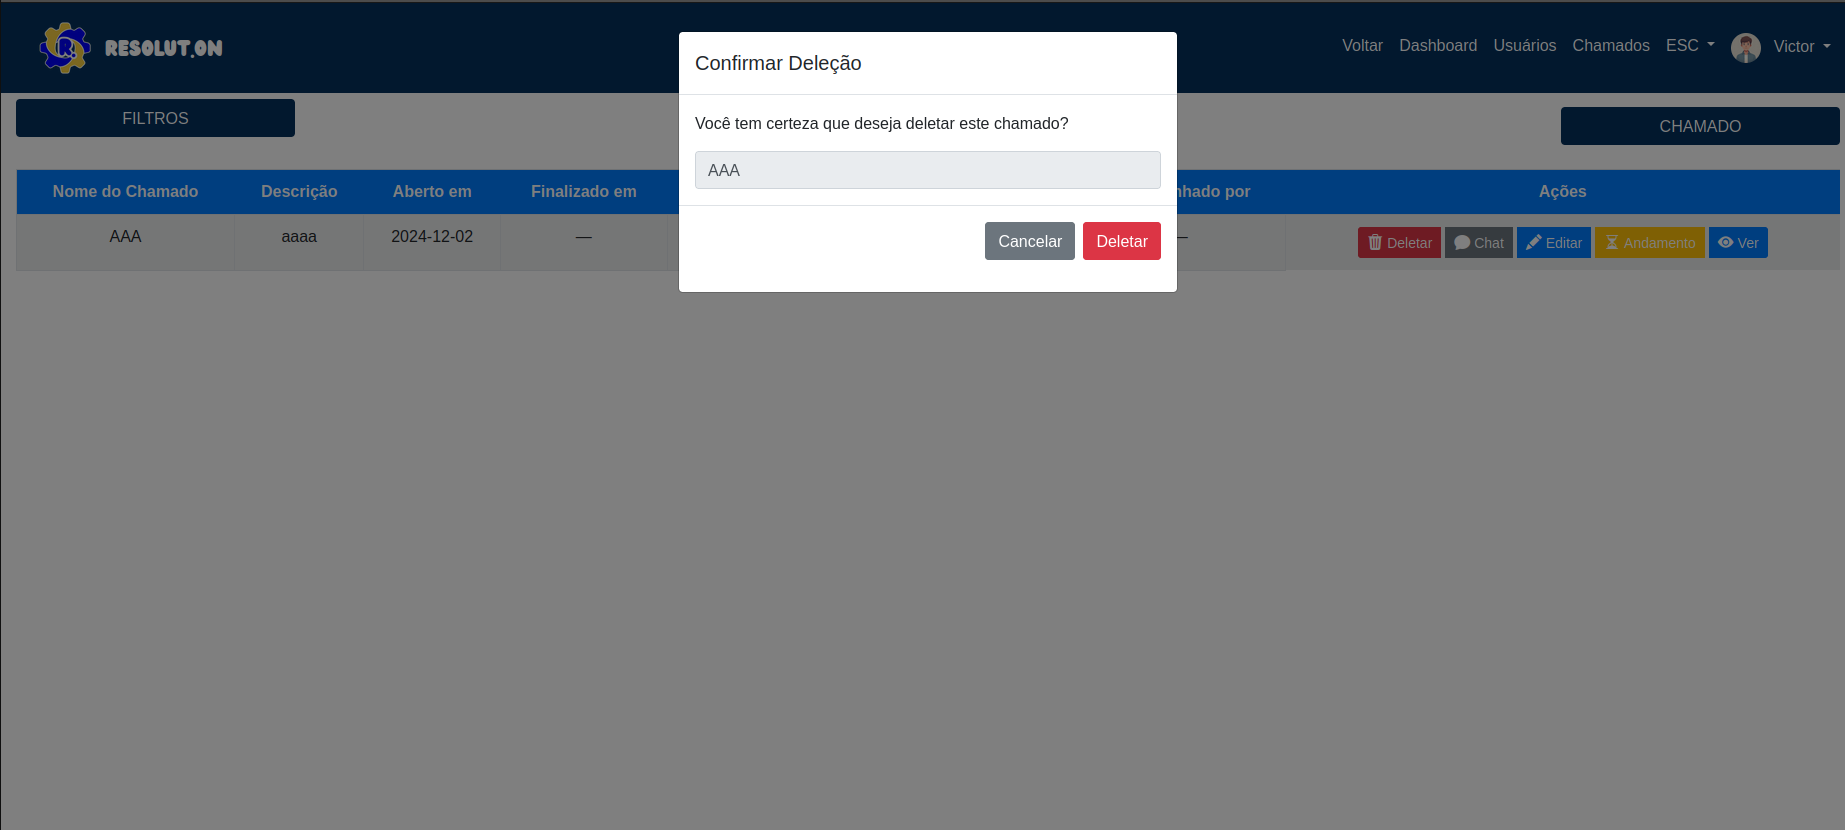 RESOLUT.ON
Voltar Dashboard Usuários Chamados ESC Victor
Confirmar Deleção
Você tem certeza que deseja deletar este chamado?
AAA
Cancelar Deletar
FILTROS
CHAMADO
Nome do Chamado Descrição Aberto em Finalizado em nhado por Ações
AAA aaaa 2024-12-02 — — Deletar Chat Editar Andamento Ver